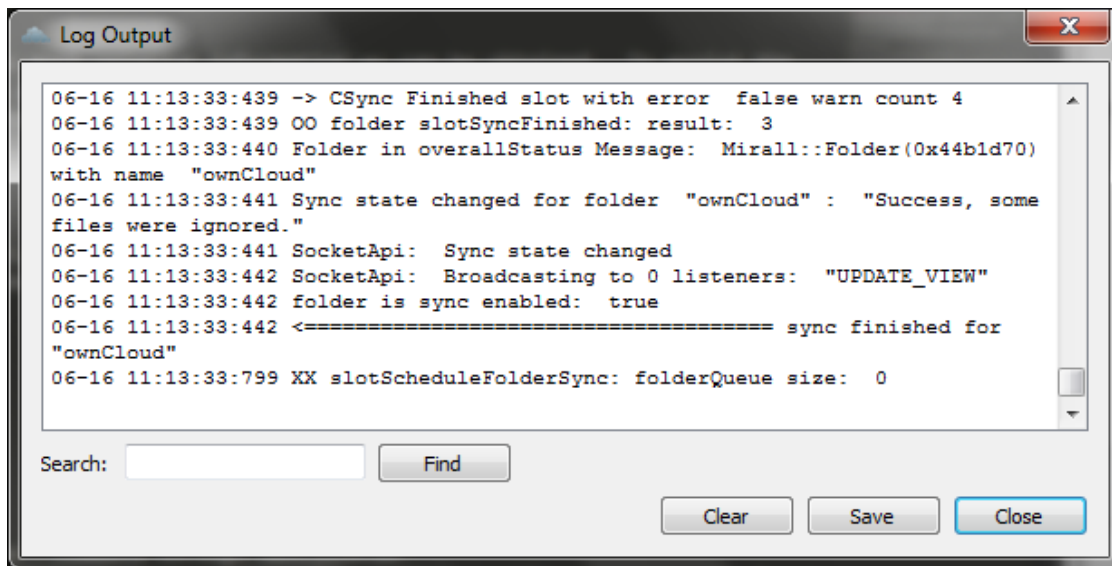 Log Output
06-16 11:13:33:439 -> CSync Finished slot with error  false warn count 4
06-16 11:13:33:439 OO folder slotSyncFinished: result:  3
06-16 11:13:33:440 Folder in overallStatus Message:  Mirall::Folder(0x44b1d70)
with name  "ownCloud"
06-16 11:13:33:441 Sync state changed for folder  "ownCloud" :  "Success, some
files were ignored."
06-16 11:13:33:441 SocketApi:  Sync state changed
06-16 11:13:33:442 SocketApi:  Broadcasting to 0 listeners:  "UPDATE_VIEW"
06-16 11:13:33:442 folder is sync enabled:  true
06-16 11:13:33:442 <===================================== sync finished for
"ownCloud"
06-16 11:13:33:799 XX slotScheduleFolderSync: folderQueue size:  0
Search:
Find
Clear
Save
Close